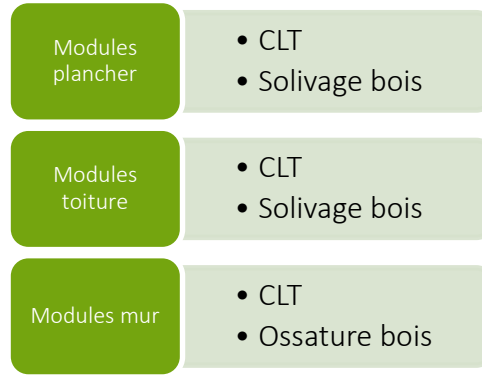 Modules
plancher
• CLT
• Solivage bois
Modules
toiture
• CLT
• Solivage bois
Modules mur
• CLT
• Ossature bois